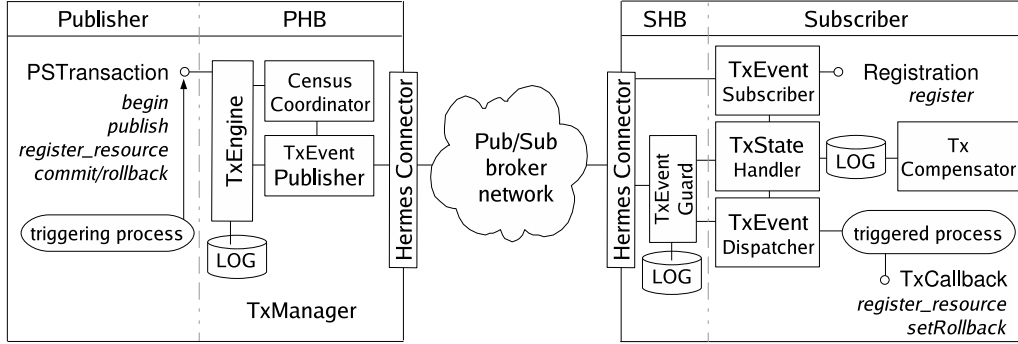 Publisher
PHB
SHB
Subscriber
PSTransaction
begin
publish
register_resource
commit/rollback
triggering process
TxEngine
LOG
Census
Coordinator
TxEvent
Publisher
TxManager
Hermes Connector
Pub/Sub
broker
network
Hermes Connector
TxEvent
Guard
LOG
TxEvent
Subscriber
Registration
register
TxState
Handler
LOG
Tx
Compensator
TxEvent
Dispatcher
triggered process
TxCallback
register_resource
setRollback